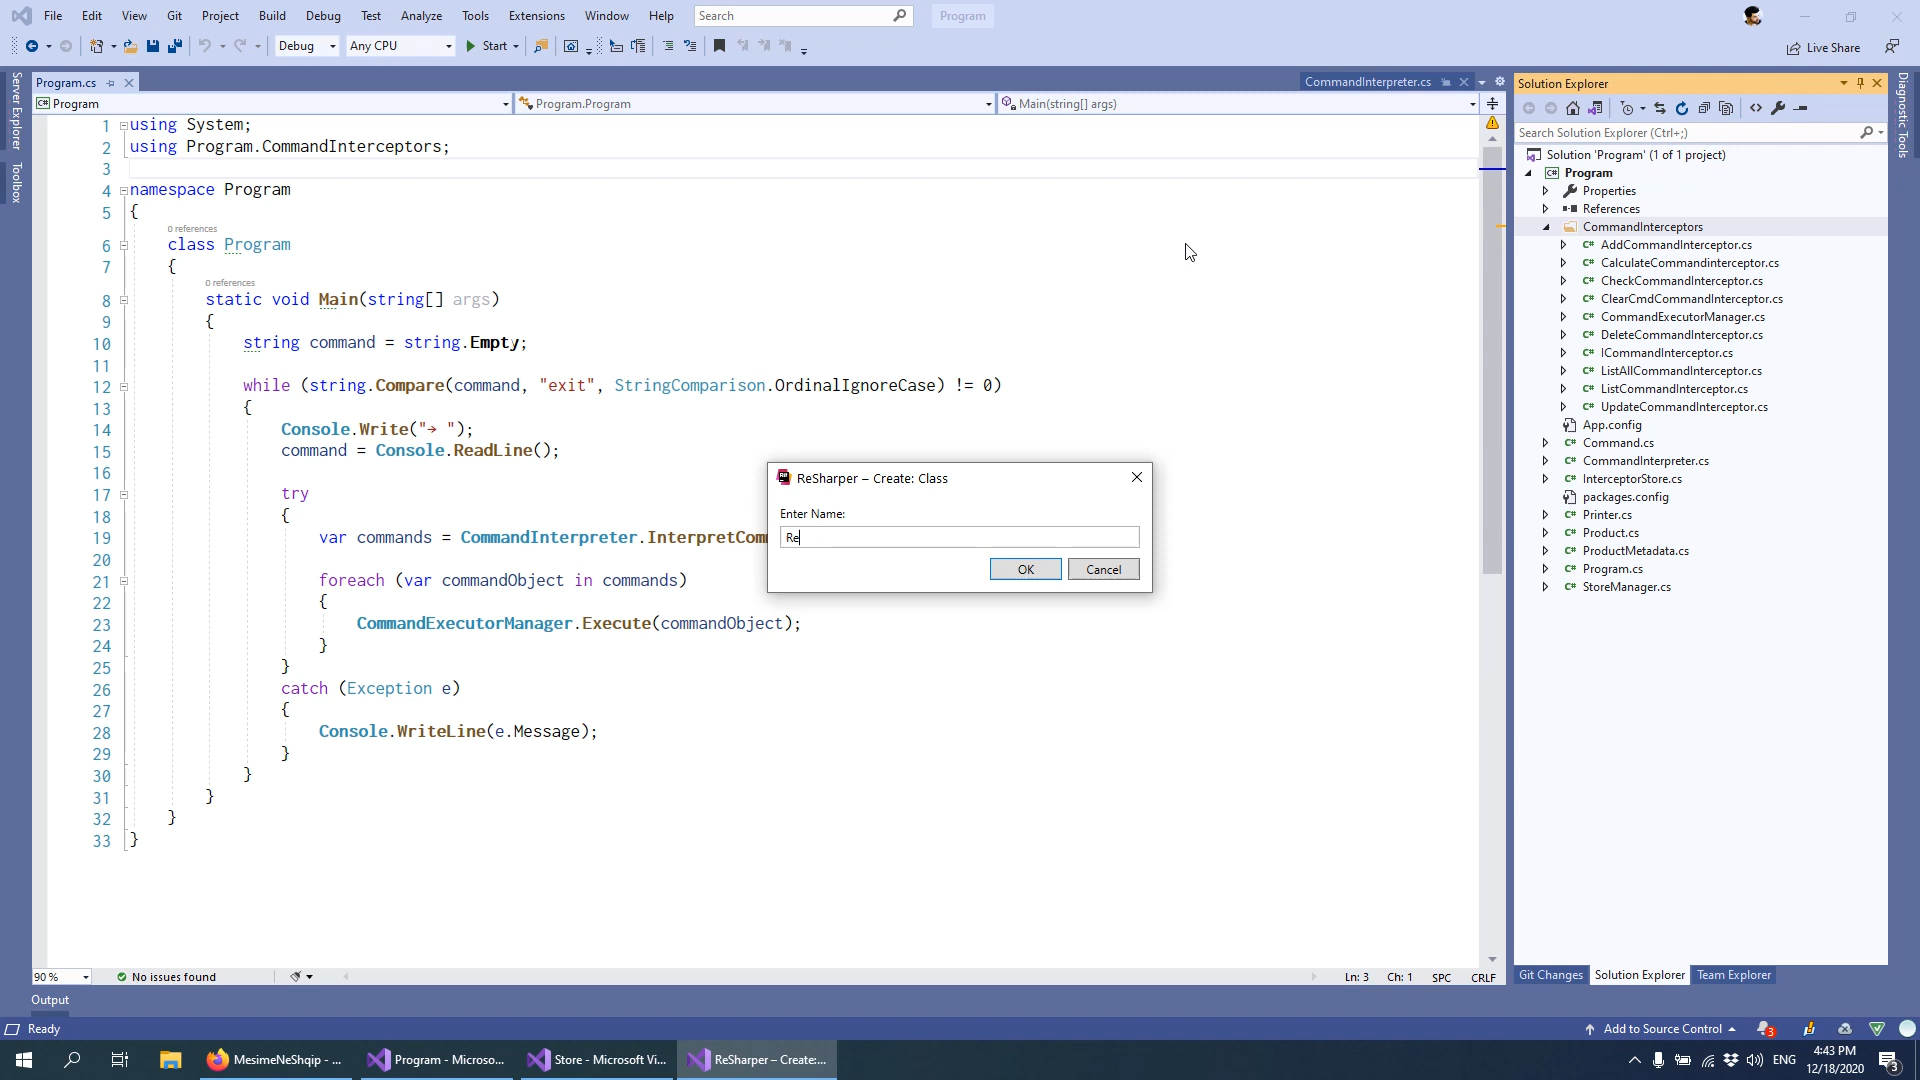 File Edit View Git Project Build Debug Test Analyze Tools Extensions Window Help Search Program
Debug Any CPU Start Live Share
Server Explorer
Toolbox
Program.cs CommandInterpreter.cs
Program Program.Program Main(string[] args)
1 using System;
2 using Program.CommandInterceptors;
3
4 namespace Program
5 {
0 references
6 class Program
7 {
0 references
8 static void Main(string[] args)
9 {
10 string command = string.Empty;
11
12 while (string.Compare(command, "exit", StringComparison.OrdinalIgnoreCase) != 0)
13 {
14 Console.Write("→ ");
15 command = Console.ReadLine();
16
17 try
18 {
19 var commands = CommandInterpreter.InterpretComm
20
21 foreach (var commandObject in commands)
22 {
23 CommandExecutorManager.Execute(commandObject);
24 }
25 }
26 catch (Exception e)
27 {
28 Console.WriteLine(e.Message);
29 }
30 }
31 }
32 }
33 }
ReSharper – Create: Class
Enter Name:
Re
OK Cancel
Solution Explorer
Search Solution Explorer (Ctrl+;)
Solution 'Program' (1 of 1 project)
Program
Properties
References
CommandInterceptors
AddCommandInterceptor.cs
CalculateCommandinterceptor.cs
CheckCommandInterceptor.cs
ClearCmdCommandInterceptor.cs
CommandExecutorManager.cs
DeleteCommandInterceptor.cs
ICommandInterceptor.cs
ListAllCommandInterceptor.cs
ListCommandInterceptor.cs
UpdateCommandInterceptor.cs
App.config
Command.cs
CommandInterpreter.cs
InterceptorStore.cs
packages.config
Printer.cs
Product.cs
ProductMetadata.cs
Program.cs
StoreManager.cs
Diagnostic Tools
90 % No issues found Ln: 3 Ch: 1 SPC CRLF
Git Changes Solution Explorer Team Explorer
Output
Ready Add to Source Control 3
MesimeNeShqip - ... Program - Microso... Store - Microsoft Vi... ReSharper – Create:... ENG 4:43 PM
12/18/2020 3